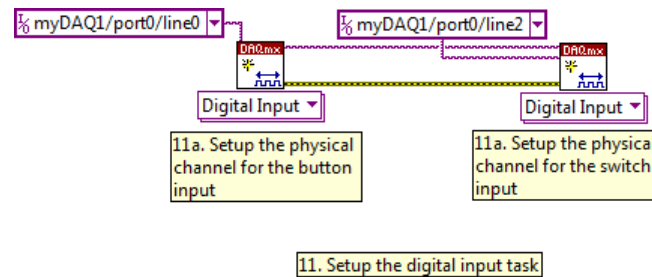 myDAQ1/port0/line0
myDAQ1/port0/line2
DAQmx
DAQmx
Digital Input
Digital Input
11a. Setup the physical
channel for the button
input
11a. Setup the physica
channel for the switch
input
11. Setup the digital input task